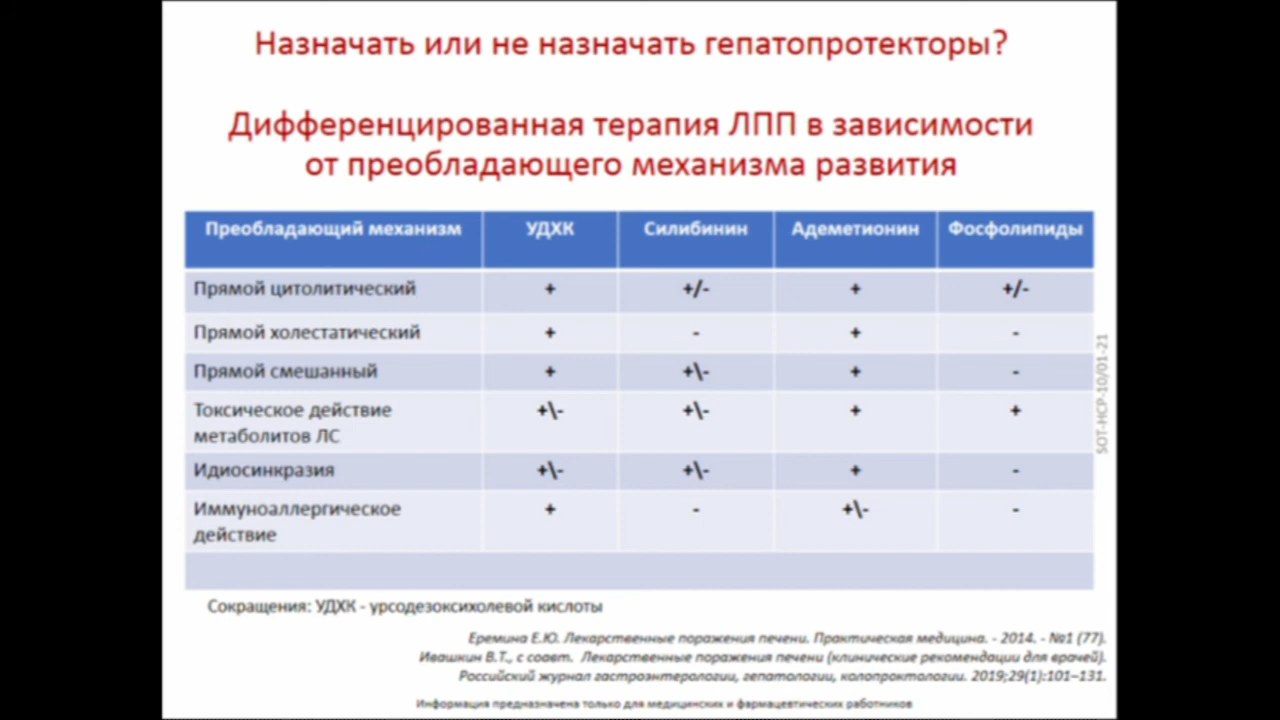 Назначать или не назначать гепатопротекторы?
Дифференцированная терапия ЛПП в зависимости
от преобладающего механизма развития
Преобладающий механизм УДХК Силибинин Адеметионин Фосфолипиды
Прямой цитолитический + +/- + +/-
Прямой холестатический + - + -
Прямой смешанный + +\- + -
Токсическое действие
метаболитов ЛС +\- +\- + +
Идиосинкразия +\- +\- + -
Иммуноаллергическое
действие + - +\- -
SOT-HCP-10/01-21
Сокращения: УДХК - урсодезоксихолевой кислоты
Еремина Е.Ю. Лекарственные поражения печени. Практическая медицина. - 2014. - №1 (77).
Ивашкин В.Т., с соавт. Лекарственные поражения печени (клинические рекомендации для врачей).
Российский журнал гастроэнтерологии, гепатологии, колопроктологии. 2019;29(1):101–131.
Информация предназначена только для медицинских и фармацевтических работников